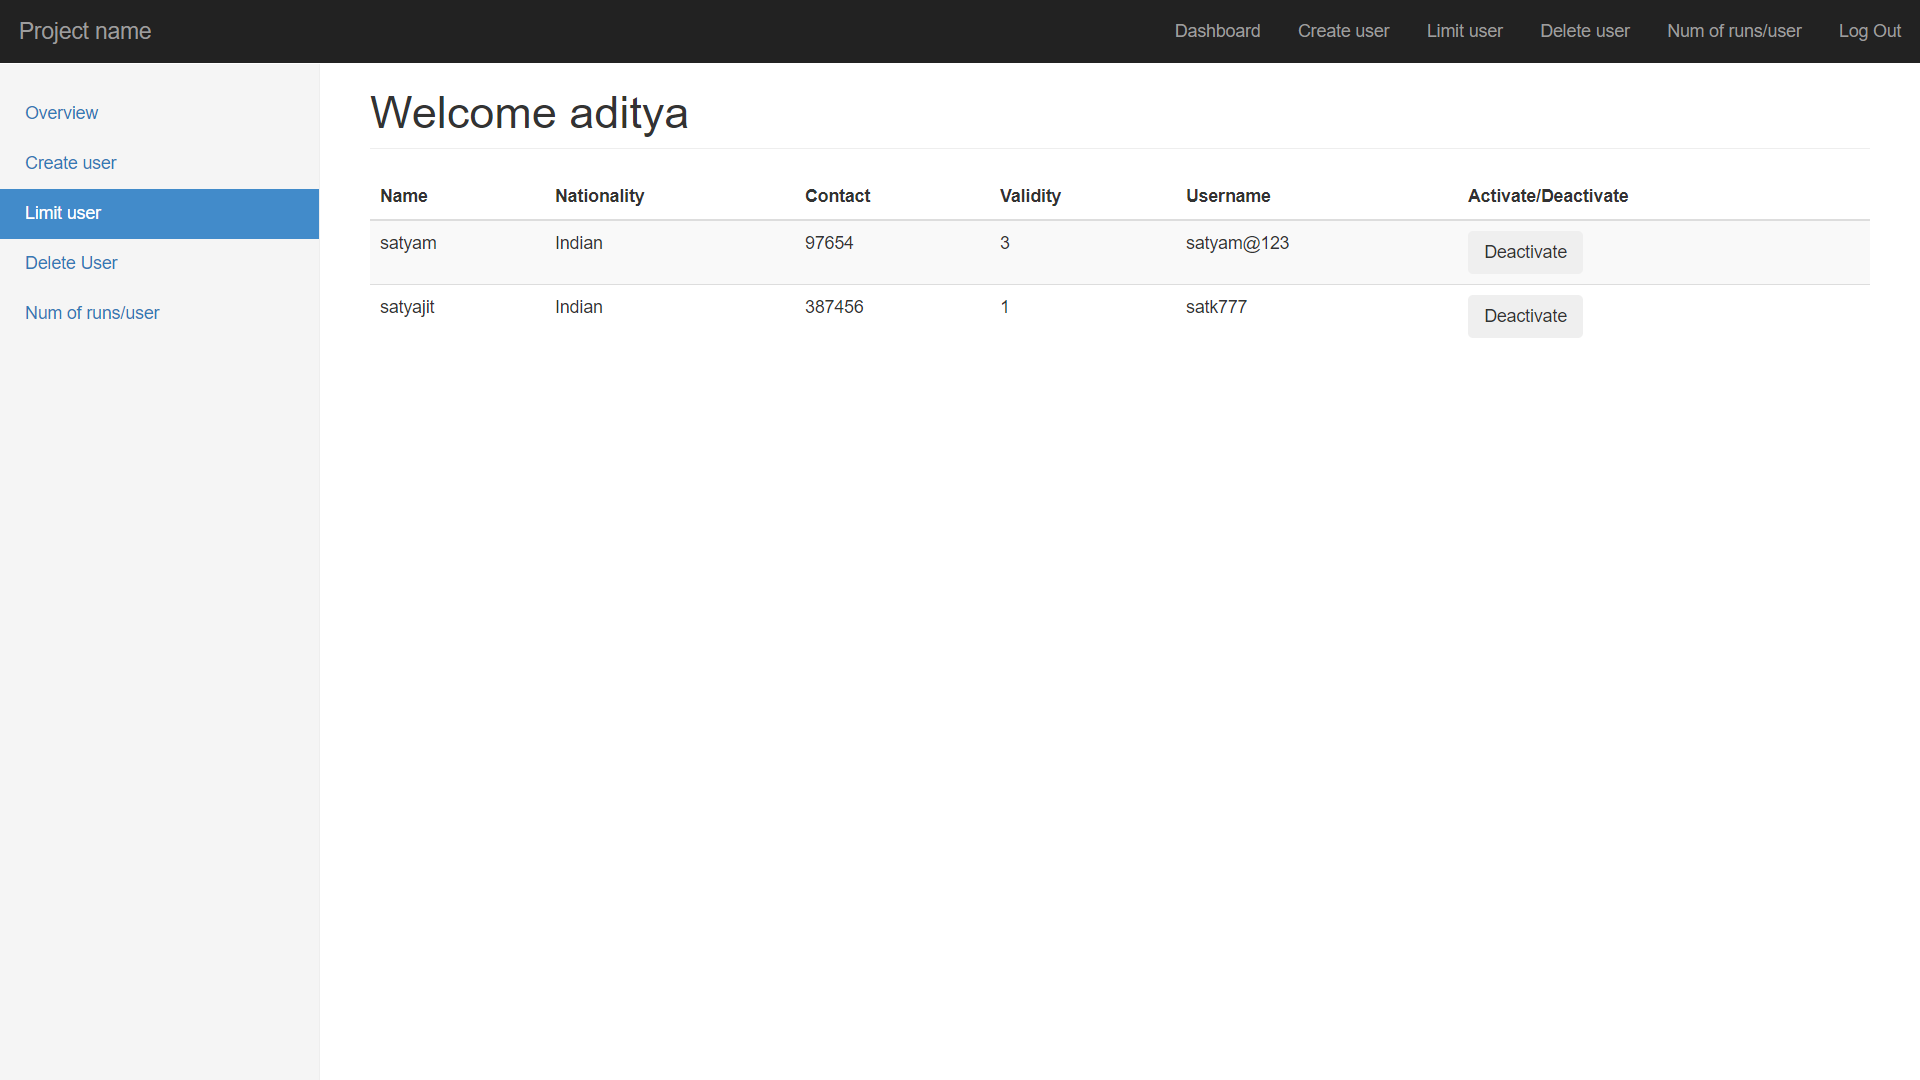 Project name Dashboard Create user Limit user Delete user Num of runs/user Log Out
Overview
Create user
Limit user
Delete User
Num of runs/user
Welcome aditya
Name Nationality Contact Validity Username Activate/Deactivate
satyam Indian 97654 3 satyam@123 Deactivate
satyajit Indian 387456 1 satk777 Deactivate